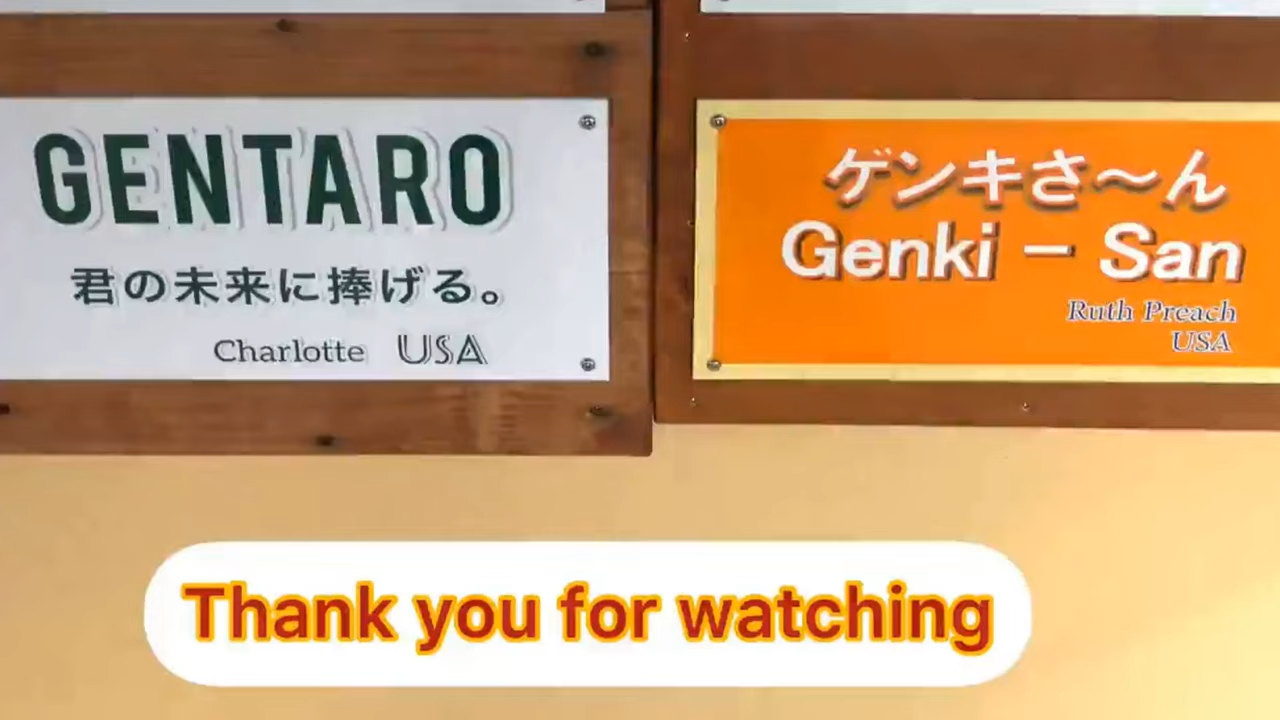 GENTARO
君の未来に捧げる。
Charlotte USA
ゲンキさ〜ん
Genki – San
Ruth Preach
USA
Thank you for watching